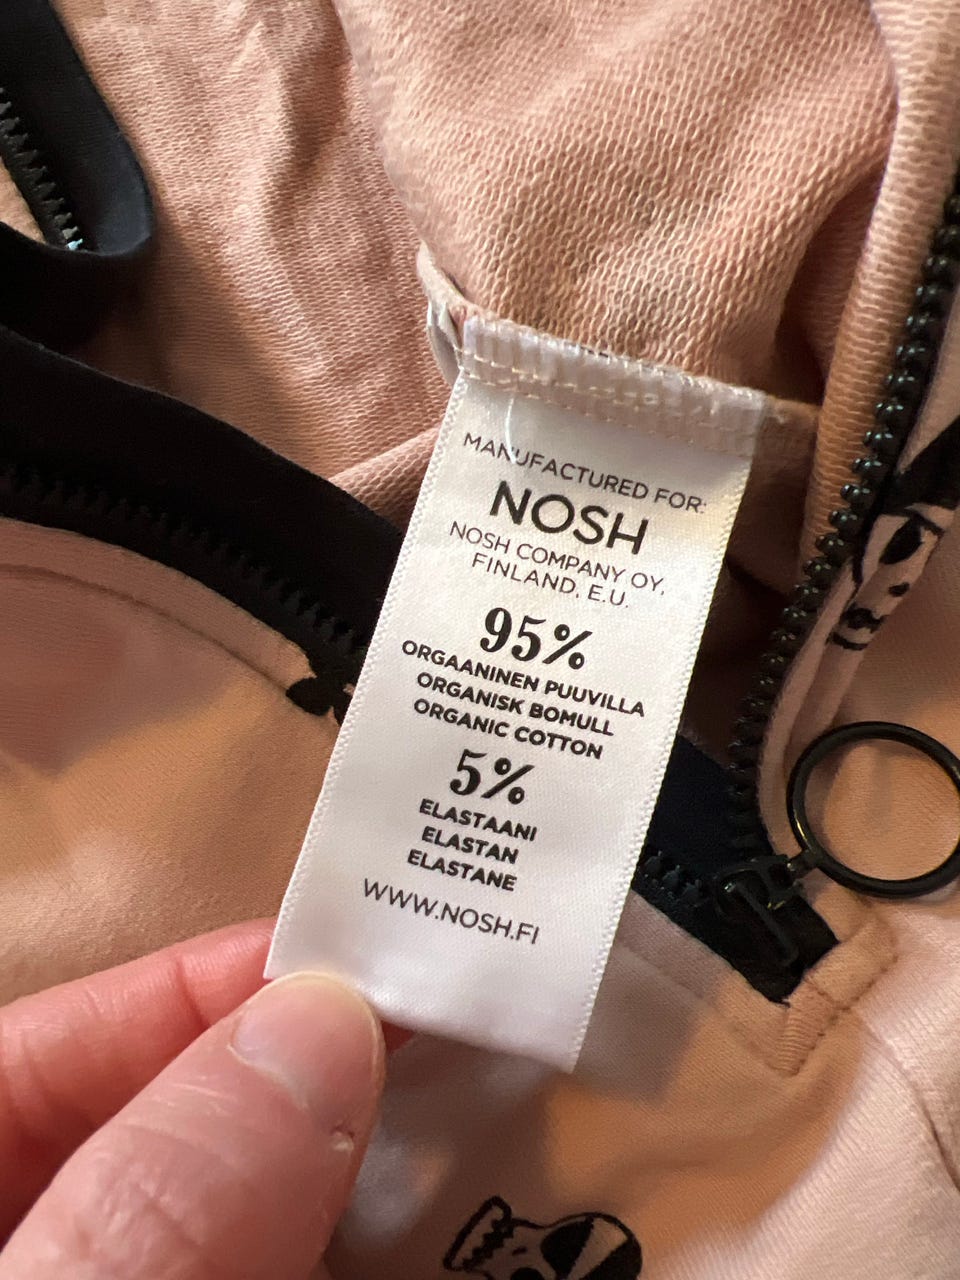 MANUFACTURED FOR:
NOSH
NOSH COMPANY OY,
FINLAND, E.U.
95%
ORGAANINEN PUUVILLA
ORGANISK BOMULL
ORGANIC COTTON
5%
ELASTAANI
ELASTAN
ELASTANE
WWW.NOSH.FI